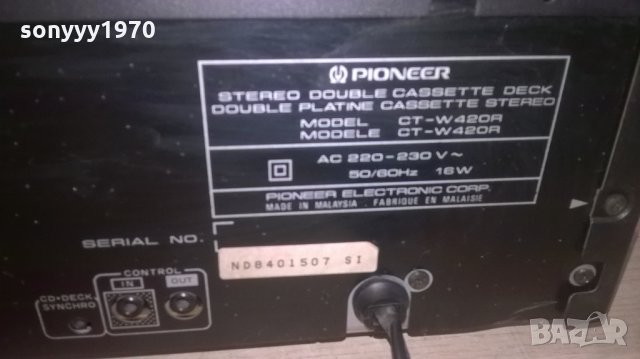 sonyyy1970
PIONEER
STEREO DOUBLE CASSETTE DECK
DOUBLE PLATINE CASSETTE STEREO
MODEL CT-W420R
MODELE CT-W420R
AC 220-230 V~
50/60Hz 16W
PIONEER ELECTRONIC CORP.
MADE IN MALAYSIA. FABRIQUE EN MALAISIE
SERIAL NO.
ND8401507 SI
CONTROL
IN OUT
CD•DECK
SYNCHRO
BAZAR
bg